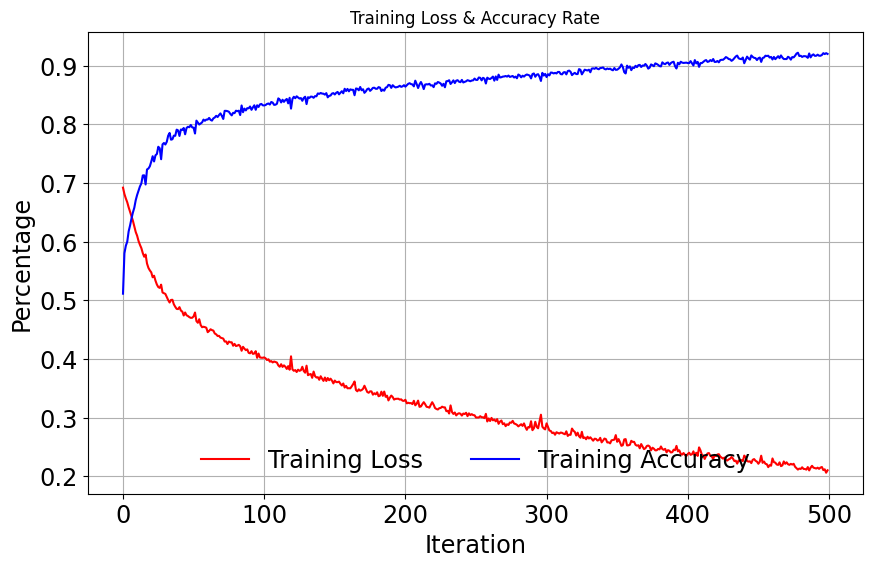 Training Loss & Accuracy Rate
0.9
0.8
0.7
0.6
0.5
0.4
0.3
0.2
Percentage
Training Loss
Training Accuracy
0 100 200 300 400 500
Iteration